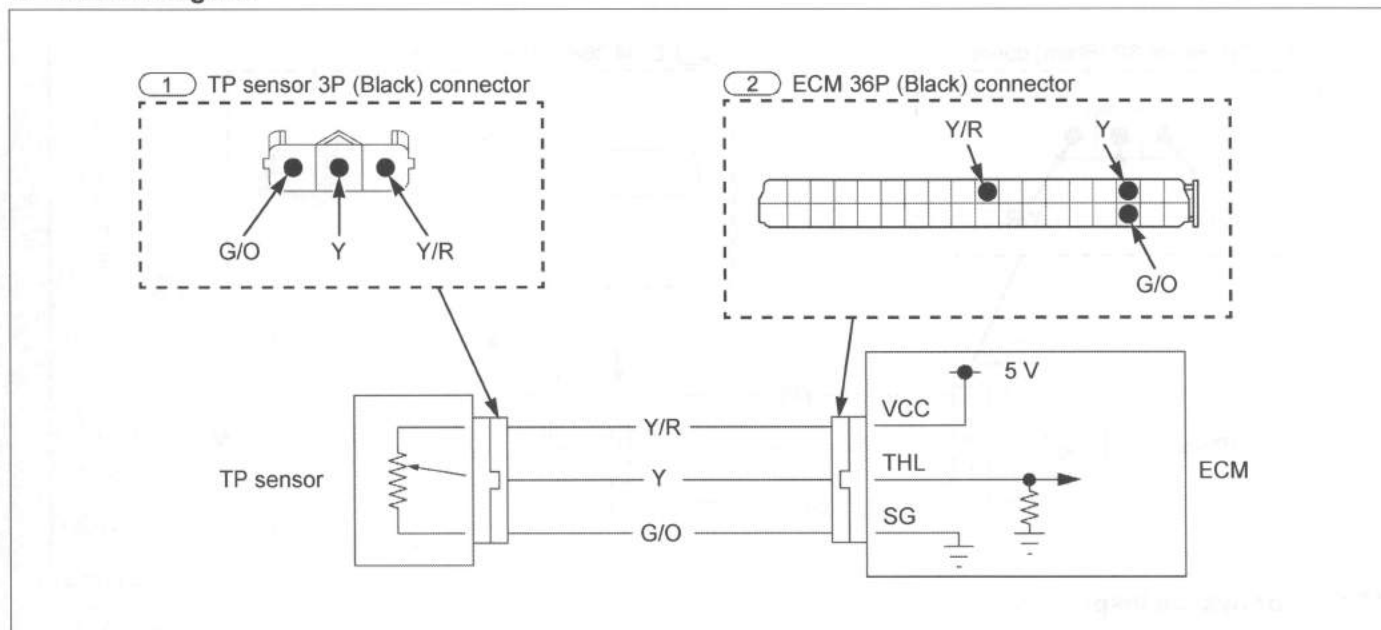 1 TP sensor 3P (Black) connector
G/O Y Y/R
2 ECM 36P (Black) connector
Y/R Y
G/O
TP sensor
Y/R
Y
G/O
5 V
VCC
THL
SG
ECM